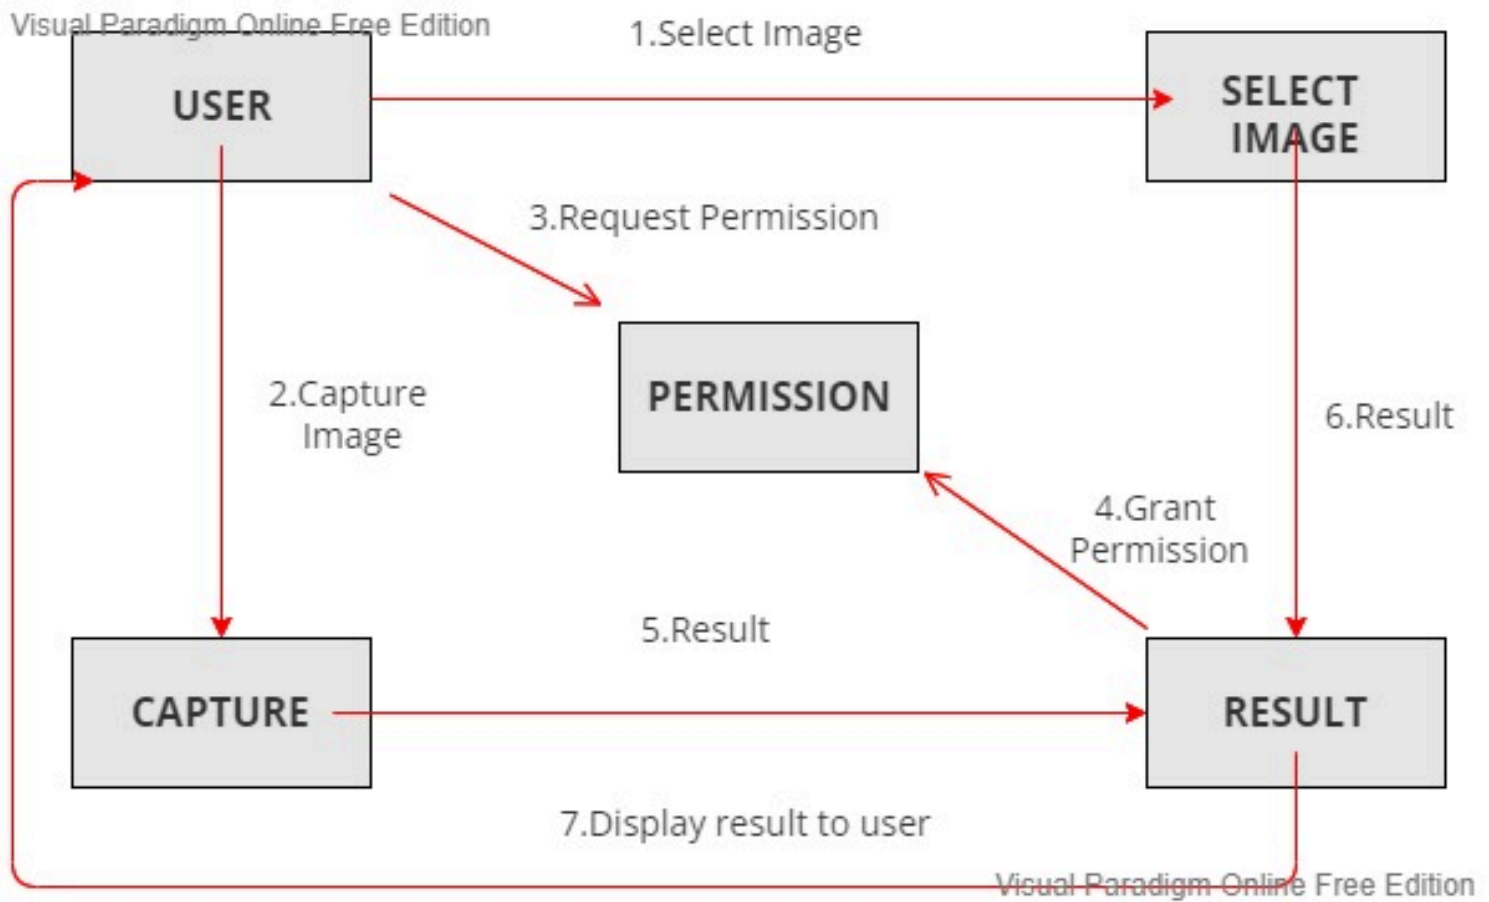 Visual Paradigm Online Free Edition
1.Select Image
USER
SELECT
IMAGE
3.Request Permission
2.Capture
Image
PERMISSION
6.Result
4.Grant
Permission
5.Result
CAPTURE
RESULT
7.Display result to user
Visual Paradigm Online Free Edition